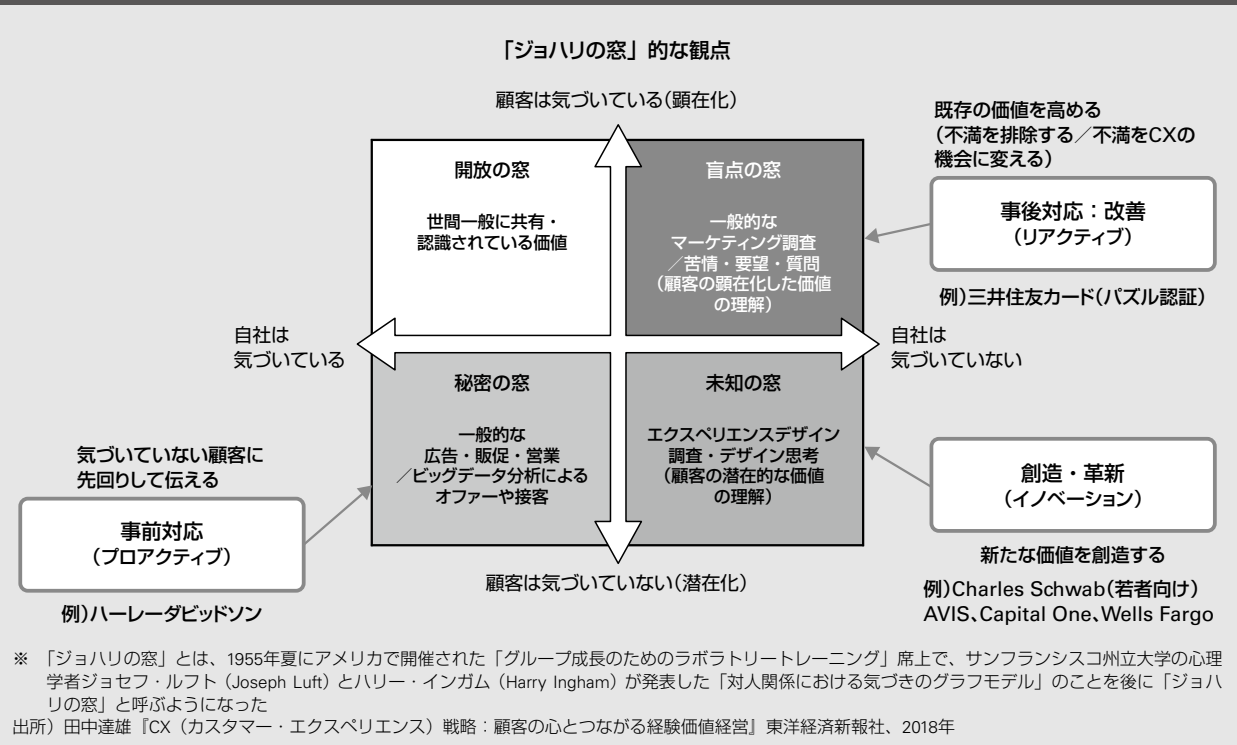 「ジョハリの窓」的な観点
顧客は気づいている（顕在化）
既存の価値を高める
（不満を排除する／不満をCXの
機会に変える）
開放の窓
世間一般に共有・
認識されている価値
盲点の窓
一般的な
マーケティング調査
／苦情・要望・質問
（顧客の顕在化した価値
の理解）
事後対応：改善
（リアクティブ）
例）三井住友カード（パズル認証）
自社は
気づいている
自社は
気づいていない
秘密の窓
一般的な
広告・販促・営業
／ビッグデータ分析による
オファーや接客
未知の窓
エクスペリエンスデザイン
調査・デザイン思考
（顧客の潜在的な価値
の理解）
気づいていない顧客に
先回りして伝える
事前対応
（プロアクティブ）
例）ハーレーダビッドソン
創造・革新
（イノベーション）
新たな価値を創造する
例）Charles Schwab（若者向け）
AVIS、Capital One、Wells Fargo
顧客は気づいていない（潜在化）
※ 「ジョハリの窓」とは、1955年夏にアメリカで開催された「グループ成長のためのラボラトリートレーニング」席上で、サンフランシスコ州立大学の心理
学者ジョセフ・ルフト（Joseph Luft）とハリー・インガム（Harry Ingham）が発表した「対人関係における気づきのグラフモデル」のことを後に「ジョハ
リの窓」と呼ぶようになった
出所）田中達雄『CX（カスタマー・エクスペリエンス）戦略：顧客の心とつながる経験価値経営』東洋経済新報社、2018年